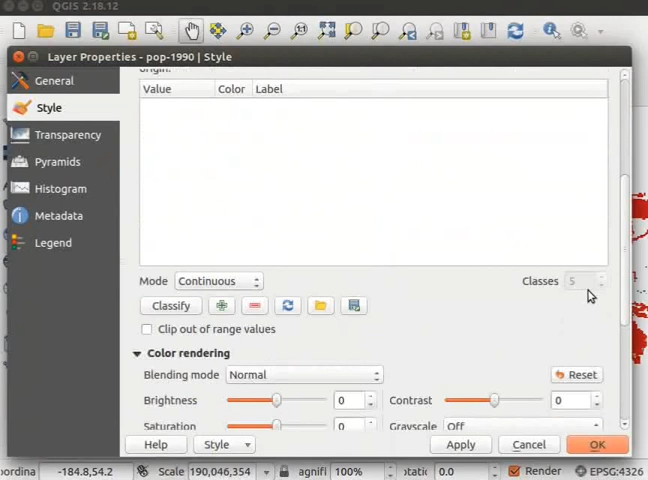 QGIS 2.18.12
Layer Properties - pop-1990 | Style
General
Style
Transparency
Pyramids
Histogram
Metadata
Legend
Value Color Label
Mode Continuous Classes 5
Classify
Clip out of range values
Color rendering
Blending mode Normal Reset
Brightness 0 Contrast 0
Saturation 0 Grayscale Off
Help Style Apply Cancel OK
oordina -184.8,54.2 Scale 190,046,354 agnifi 100% otatic 0.0 Render EPSG:4326